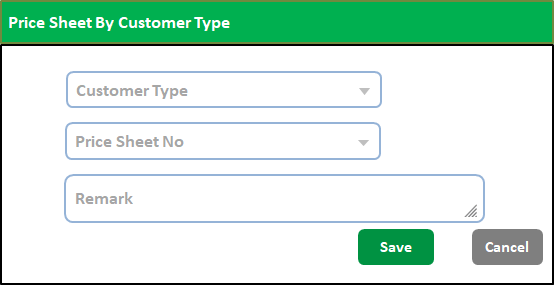 Price Sheet By Customer Type
Customer Type
Price Sheet No
Remark
Save Cancel